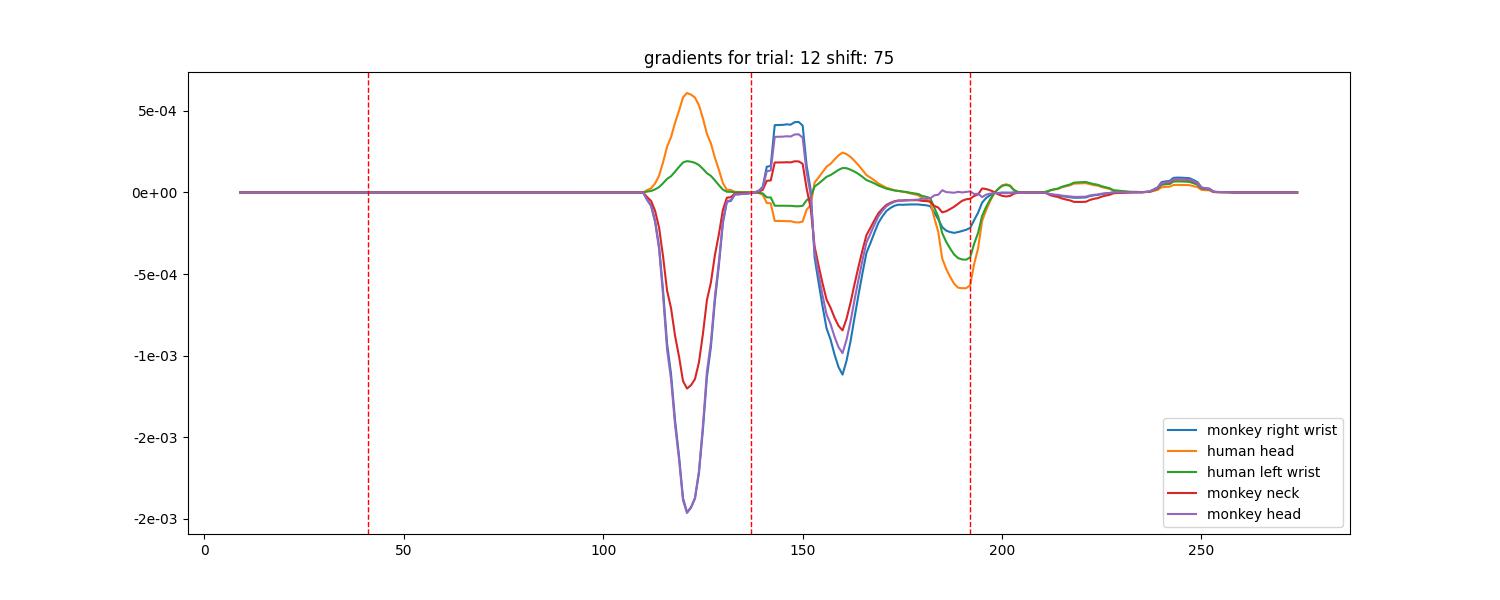 gradients for trial: 12 shift: 75
5e-04
0e+00
-5e-04
-1e-03
-2e-03
-2e-03
0
50
100
150
200
250
monkey right wrist
human head
human left wrist
monkey neck
monkey head